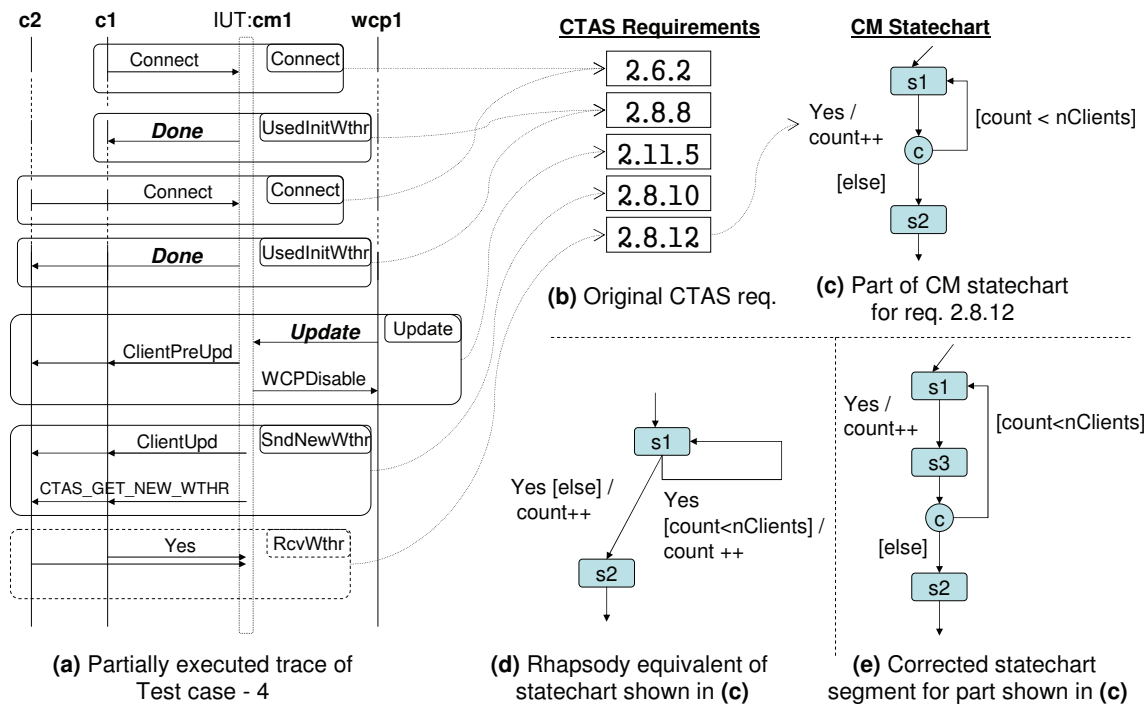 c2 c1 IUT:cm1 wcp1
Connect Connect
Done UsedInitWthr
Connect Connect
Done UsedInitWthr
Update Update
ClientPreUpd
WCPDisable
ClientUpd SndNewWthr
CTAS_GET_NEW_WTHR
Yes RcvWthr
(a) Partially executed trace of
Test case - 4
CTAS Requirements
2.6.2
2.8.8
2.11.5
2.8.10
2.8.12
(b) Original CTAS req.
CM Statechart
s1
Yes /
count++
[count < nClients]
c
[else]
s2
(c) Part of CM statechart
for req. 2.8.12
s1
Yes [else] /
count++
Yes
[count<nClients] /
count ++
s2
(d) Rhapsody equivalent of
statechart shown in (c)
s1
Yes /
count++
[count<nClients]
s3
c
[else]
s2
(e) Corrected statechart
segment for part shown in (c)